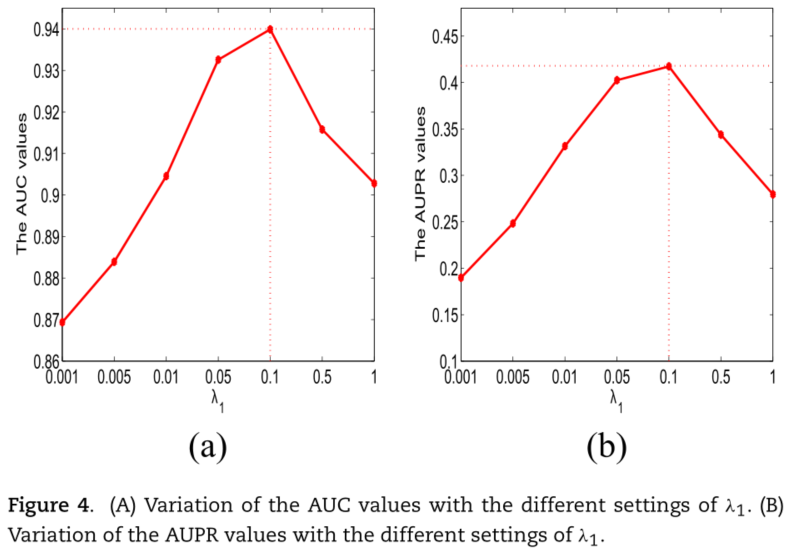 0.94
0.93
0.92
0.91
0.9
0.89
0.88
0.87
0.86
The AUC values
0.001 0.005 0.01 0.05 0.1 0.5 1
λ1
(a)
0.45
0.4
0.35
0.3
0.25
0.2
0.15
0.1
The AUPR values
0.001 0.005 0.01 0.05 0.1 0.5 1
λ1
(b)
Figure 4. (A) Variation of the AUC values with the different settings of λ1. (B)
Variation of the AUPR values with the different settings of λ1.